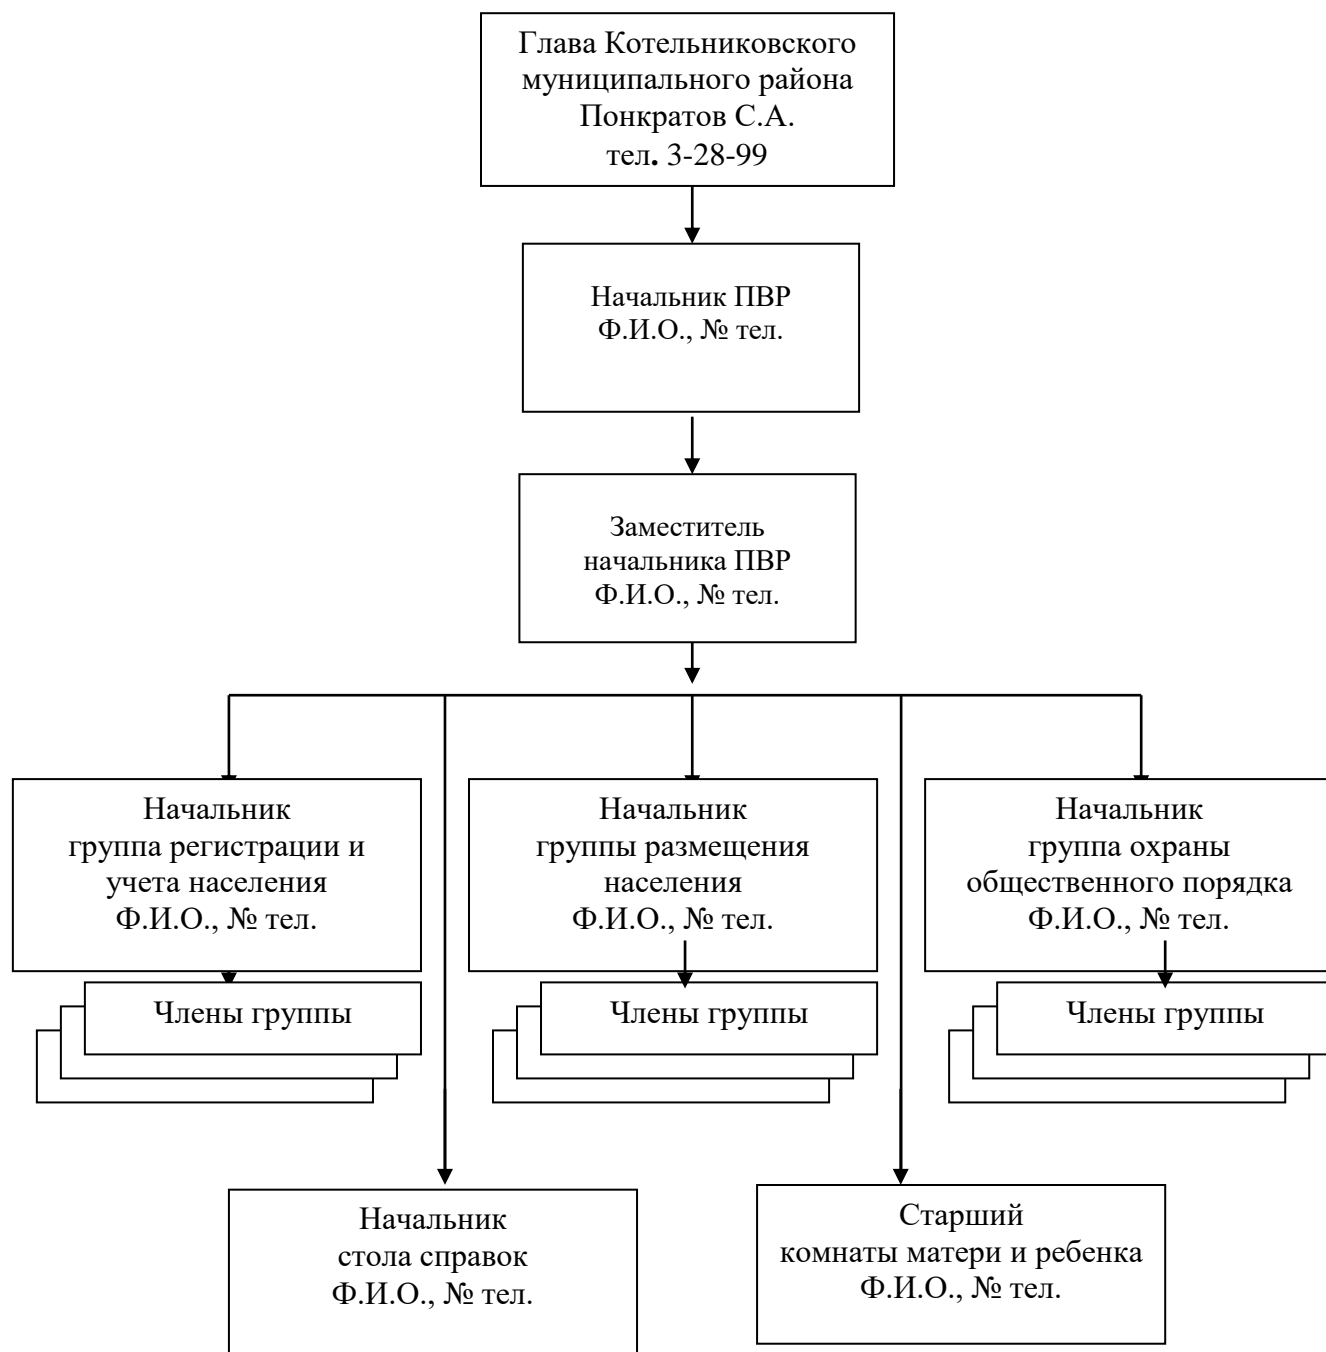 Глава Котельниковского
муниципального района
Понкратов С.А.
тел. 3-28-99
Начальник ПВР
Ф.И.О., № тел.
Заместитель
начальника ПВР
Ф.И.О., № тел.
Начальник
группа регистрации и
учета населения
Ф.И.О., № тел.
Начальник
группы размещения
населения
Ф.И.О., № тел.
Начальник
группа охраны
общественного порядка
Ф.И.О., № тел.
Члены группы
Члены группы
Члены группы
Начальник
стола справок
Ф.И.О., № тел.
Старший
комнаты матери и ребенка
Ф.И.О., № тел.